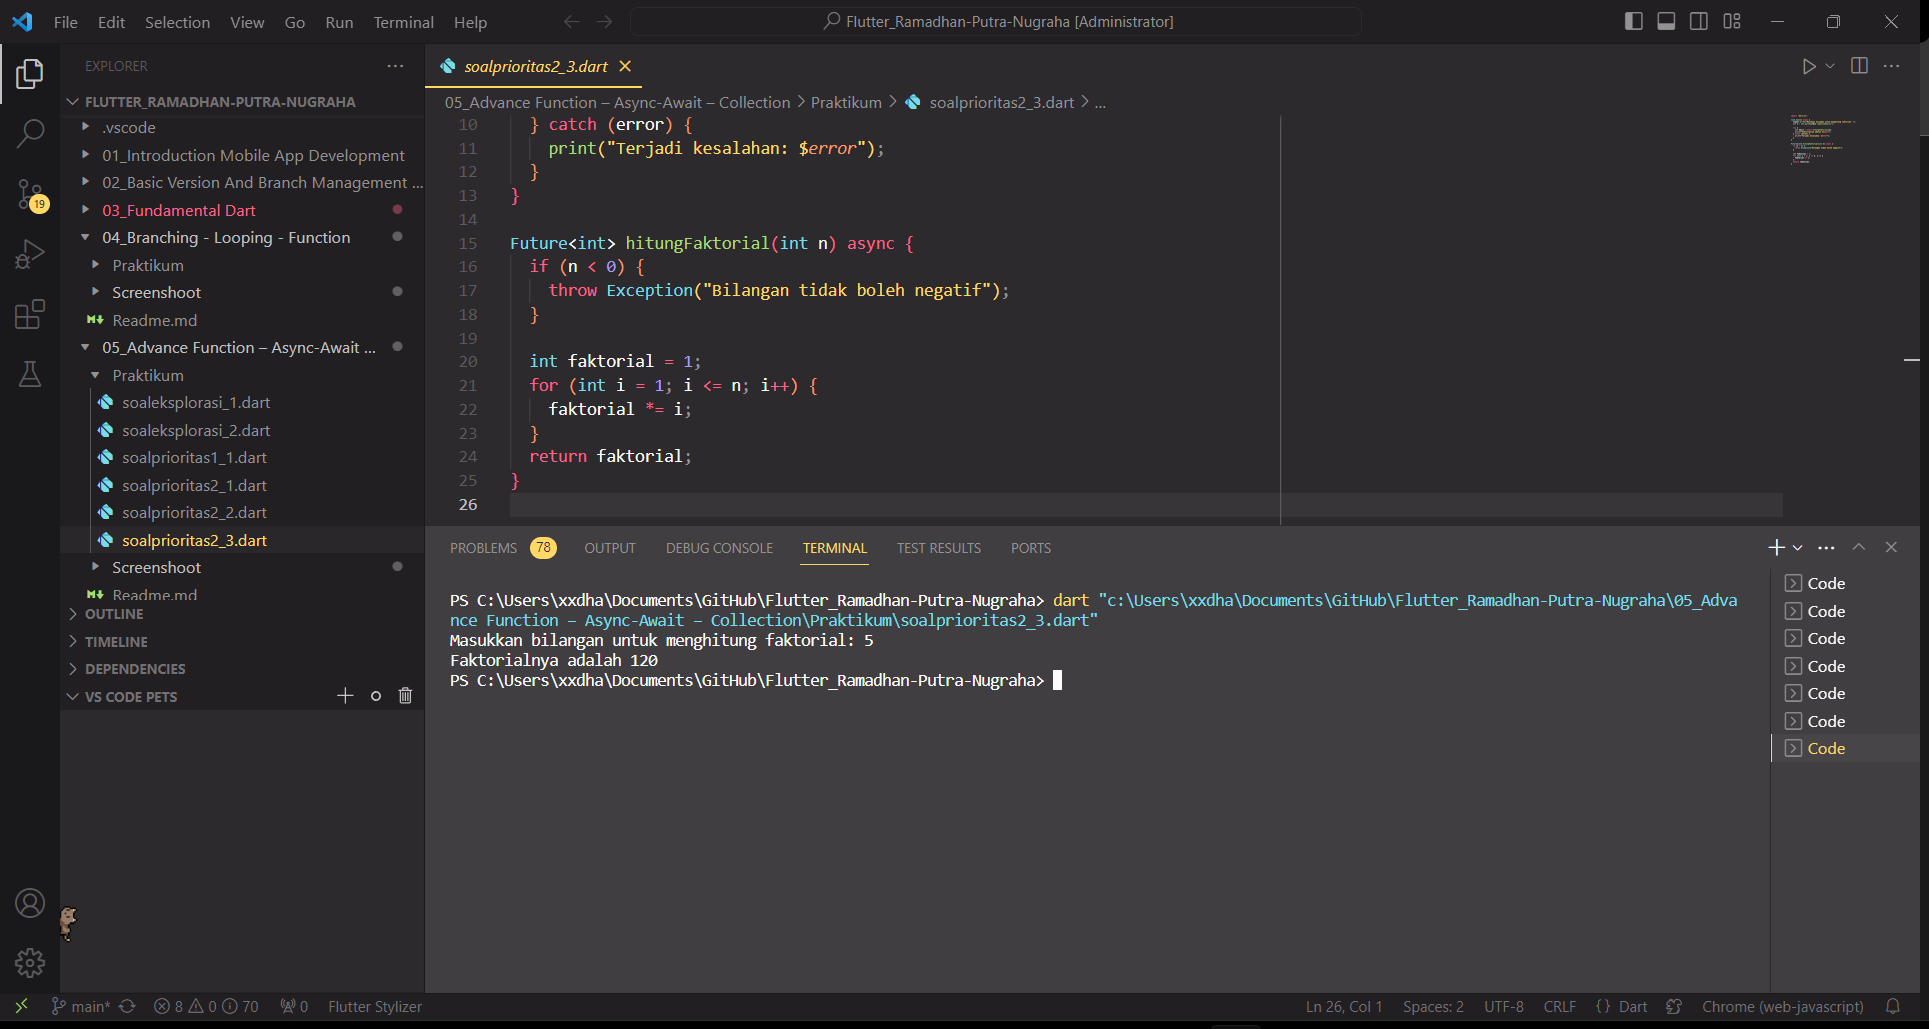 File Edit Selection View Go Run Terminal Help
Flutter_Ramadhan-Putra-Nugraha [Administrator]
EXPLORER
FLUTTER_RAMADHAN-PUTRA-NUGRAHA
.vscode
01_Introduction Mobile App Development
02_Basic Version And Branch Management ...
03_Fundamental Dart
04_Branching - Looping - Function
Praktikum
Screenshoot
Readme.md
05_Advance Function – Async-Await ...
Praktikum
soaleksplorasi_1.dart
soaleksplorasi_2.dart
soalprioritas1_1.dart
soalprioritas2_1.dart
soalprioritas2_2.dart
soalprioritas2_3.dart
Screenshoot
Readme.md
OUTLINE
TIMELINE
DEPENDENCIES
VS CODE PETS
19
soalprioritas2_3.dart
05_Advance Function – Async-Await – Collection > Praktikum > soalprioritas2_3.dart > ...
10 } catch (error) {
11 print("Terjadi kesalahan: $error");
12 }
13 }
14
15 Future<int> hitungFaktorial(int n) async {
16 if (n < 0) {
17 throw Exception("Bilangan tidak boleh negatif");
18 }
19
20 int faktorial = 1;
21 for (int i = 1; i <= n; i++) {
22 faktorial *= i;
23 }
24 return faktorial;
25 }
26
PROBLEMS 78 OUTPUT DEBUG CONSOLE TERMINAL TEST RESULTS PORTS
PS C:\Users\xxdha\Documents\GitHub\Flutter_Ramadhan-Putra-Nugraha> dart "c:\Users\xxdha\Documents\GitHub\Flutter_Ramadhan-Putra-Nugraha\05_Adva
nce Function – Async-Await – Collection\Praktikum\soalprioritas2_3.dart"
Masukkan bilangan untuk menghitung faktorial: 5
Faktorialnya adalah 120
PS C:\Users\xxdha\Documents\GitHub\Flutter_Ramadhan-Putra-Nugraha>
Code
Code
Code
Code
Code
Code
Code
main* 8 0 70 0 Flutter Stylizer
Ln 26, Col 1 Spaces: 2 UTF-8 CRLF {} Dart Chrome (web-javascript)